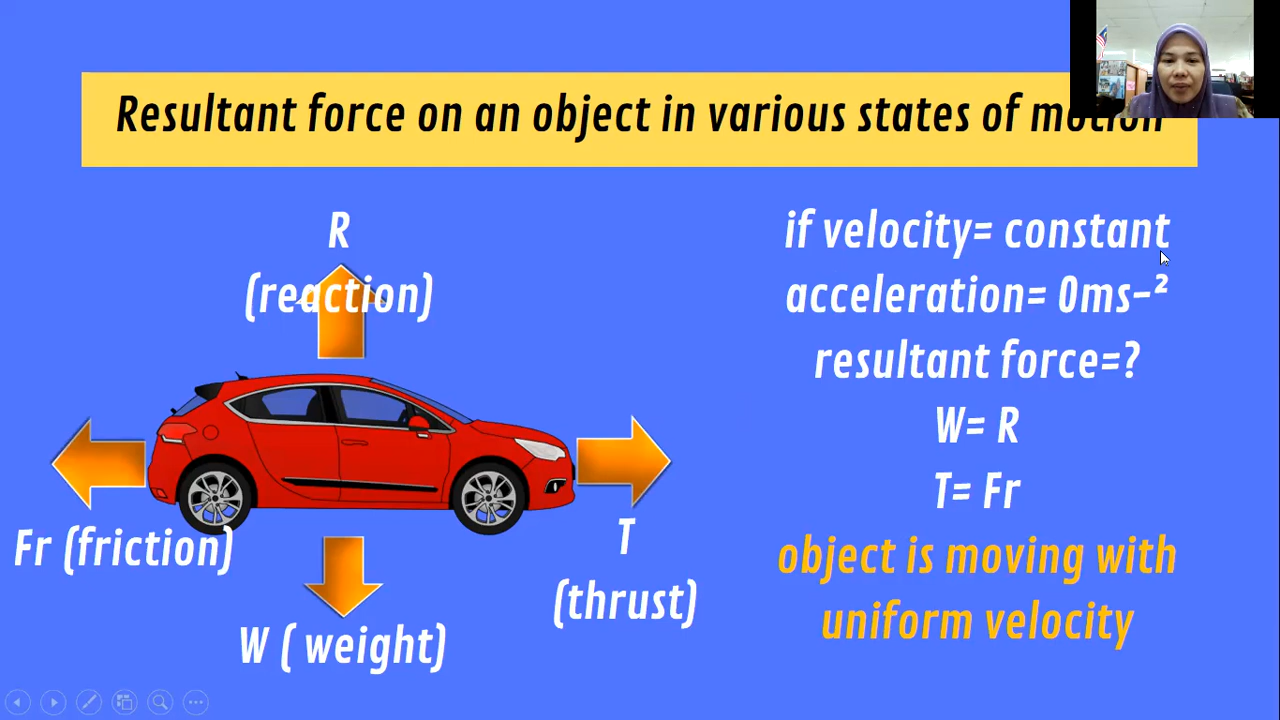 Resultant force on an object in various states of motion
R
(reaction)
Fr (friction)
T
(thrust)
W ( weight)
if velocity= constant
acceleration= 0ms-²
resultant force=?
W= R
T= Fr
object is moving with
uniform velocity